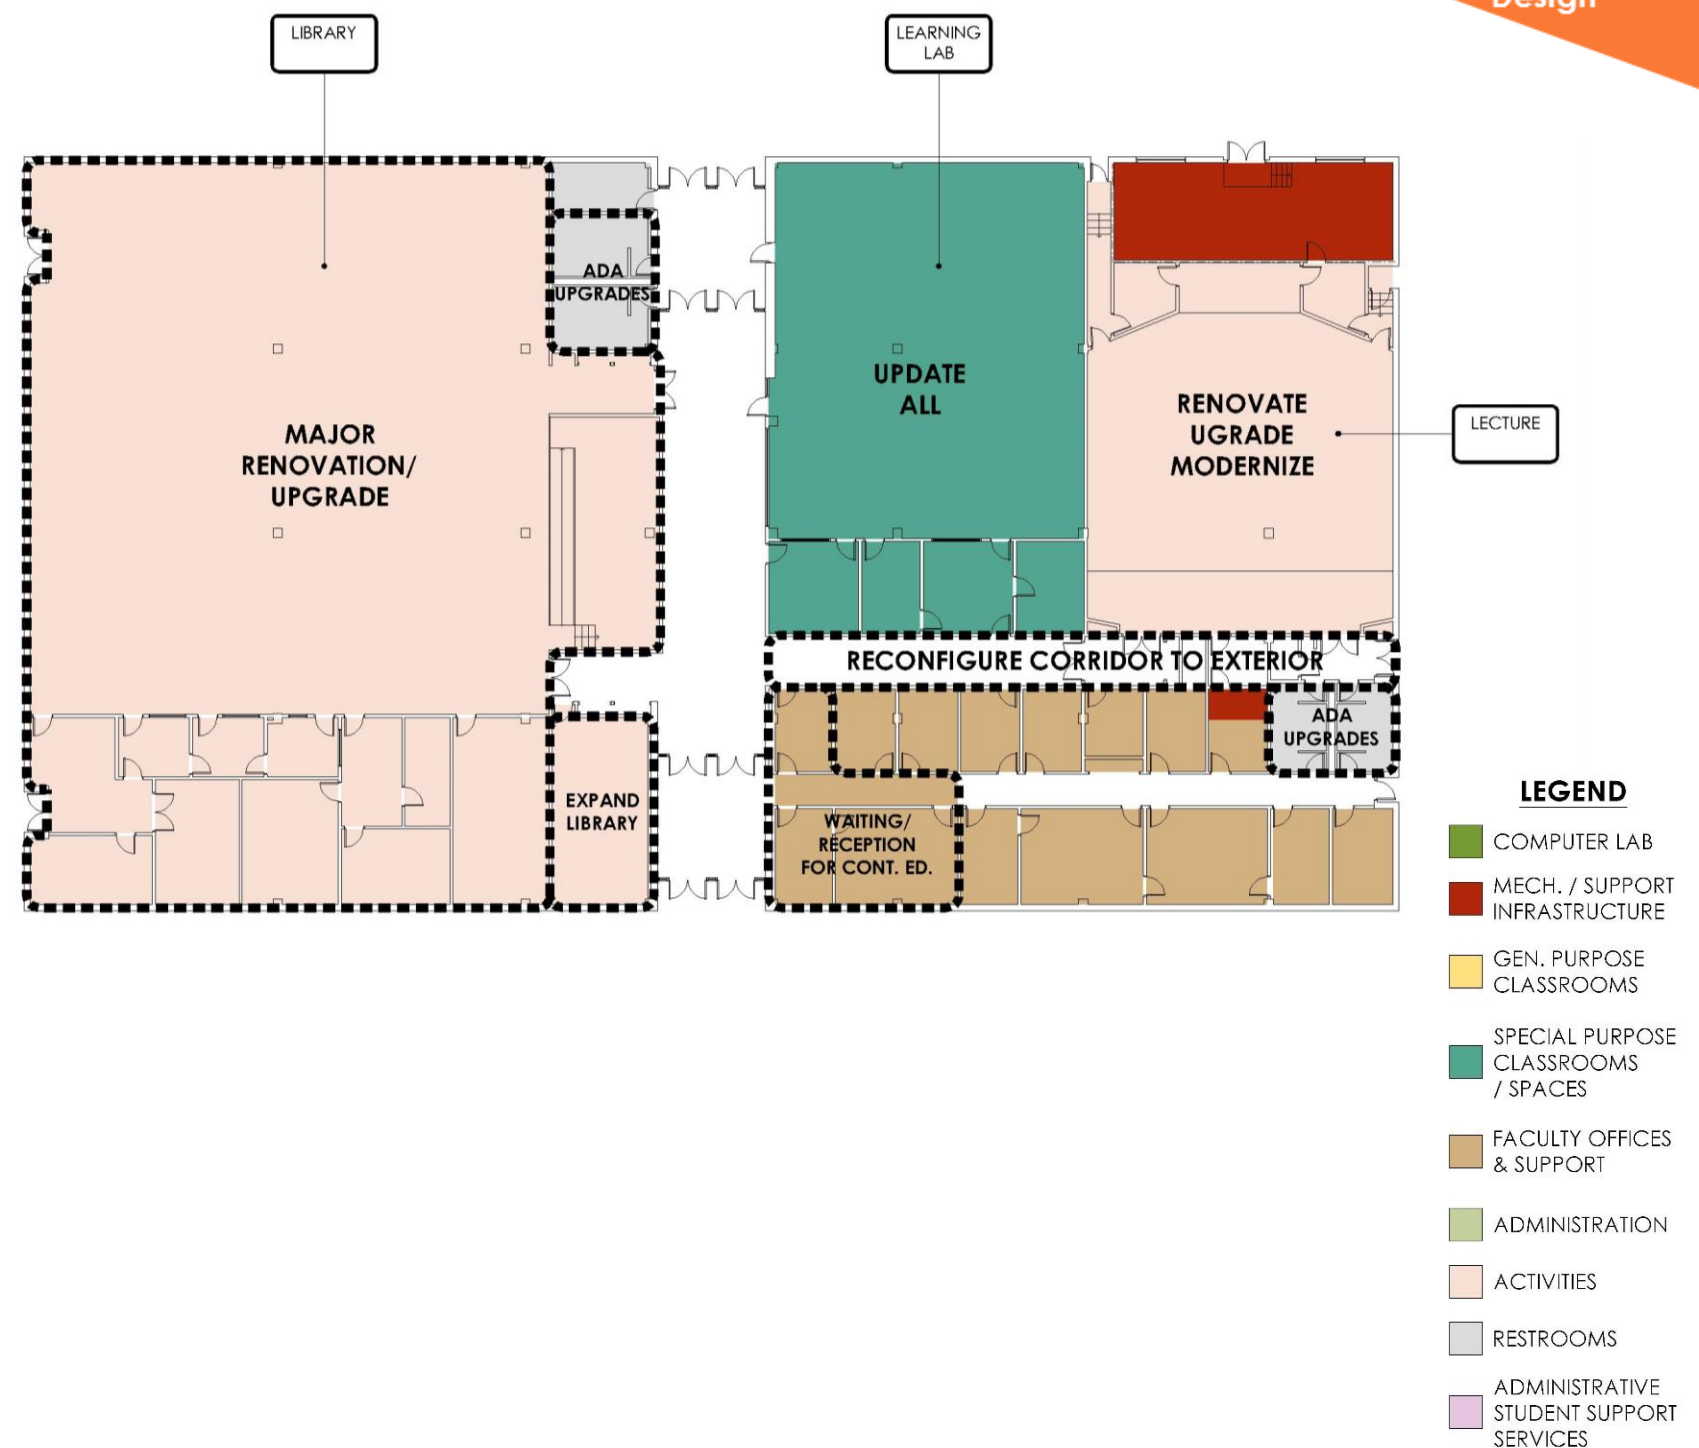 Design
LIBRARY
LEARNING
LAB
ADA
UPGRADES
UPDATE
ALL
RENOVATE
UGRADE
MODERNIZE
LECTURE
MAJOR
RENOVATION/
UPGRADE
RECONFIGURE CORRIDOR TO EXTERIOR
ADA
UPGRADES
EXPAND
LIBRARY
WAITING/
RECEPTION
FOR CONT. ED.
LEGEND
COMPUTER LAB
MECH. / SUPPORT
INFRASTRUCTURE
GEN. PURPOSE
CLASSROOMS
SPECIAL PURPOSE
CLASSROOMS
/ SPACES
FACULTY OFFICES
& SUPPORT
ADMINISTRATION
ACTIVITIES
RESTROOMS
ADMINISTRATIVE
STUDENT SUPPORT
SERVICES